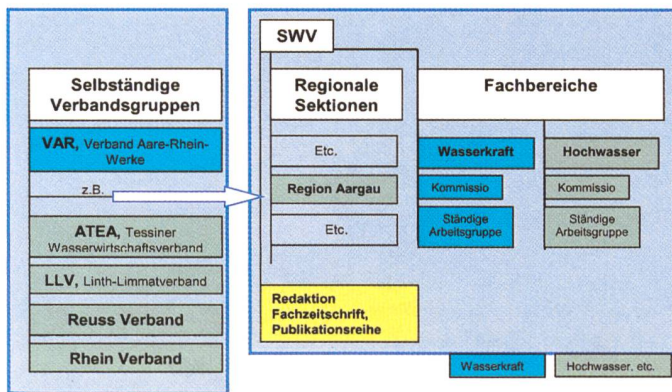 Selbständige
Verbandsgruppen
VAR, Verband Aare-Rhein-
Werke
z.B.
ATEA, Tessiner
Wasserwirtschaftsverband
LLV, Linth-Limmatverband
Reuss Verband
Rhein Verband
SWV
Regionale
Sektionen
Etc.
Region Aargau
Etc.
Redaktion
Fachzeitschrift,
Publikationsreihe
Fachbereiche
Wasserkraft
Kommissio
Ständige
Arbeitsgruppe
Hochwasser
Kommissio
Ständige
Arbeitsgruppe
Wasserkraft
Hochwasser, etc.